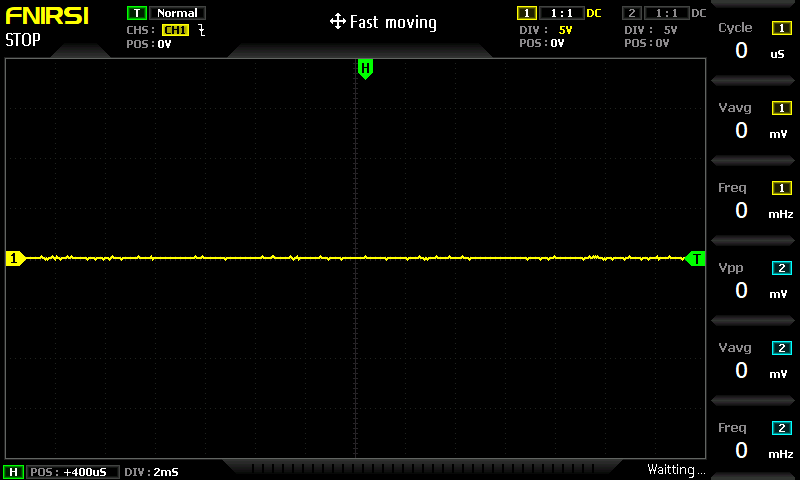 FNIRSI
STOP
T Normal
CHS: CH1
POS: 0V
Fast moving
1 1:1 DC
DIV: 5V
POS: 0V
2 1:1 DC
DIV: 5V
POS: 0V
H
1
T
Cycle 1
0 uS
Vavg 1
0 mV
Freq 1
0 mHz
Vpp 2
0 mV
Vavg 2
0 mV
Freq 2
0 mHz
H POS: +400uS DIV: 2mS
Waitting...